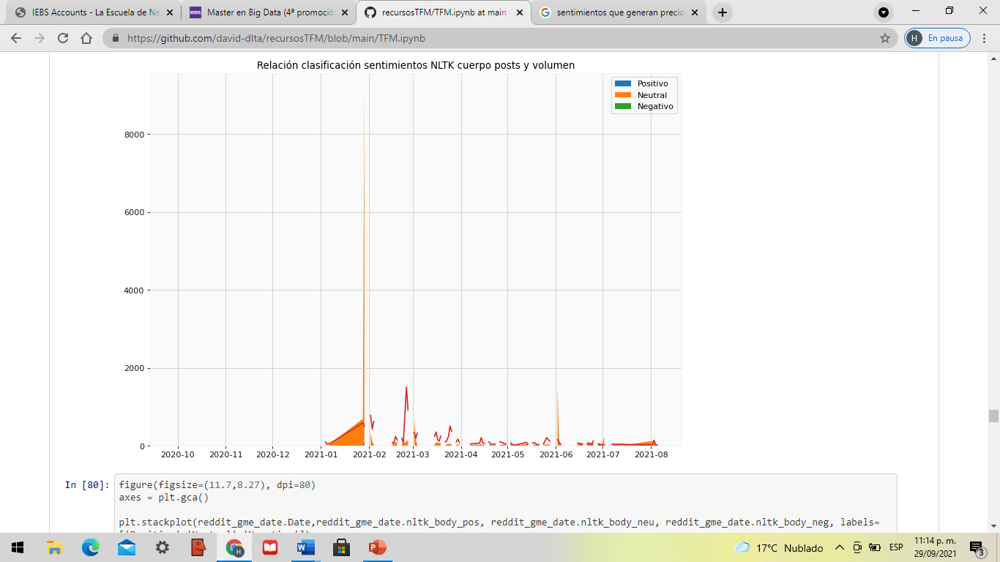 IEBS Accounts - La Escuela de Ne
Master en Big Data (4ª promoció
recursosTFM/TFM.ipynb at main
sentimientos que generan precio
https://github.com/david-dlta/recursosTFM/blob/main/TFM.ipynb
H En pausa
Relación clasificación sentimientos NLTK cuerpo posts y volumen
Positivo
Neutral
Negativo
8000
6000
4000
2000
0
2020-10 2020-11 2020-12 2021-01 2021-02 2021-03 2021-04 2021-05 2021-06 2021-07 2021-08
In [80]: figure(figsize=(11.7,8.27), dpi=80)
axes = plt.gca()
plt.stackplot(reddit_gme_date.Date,reddit_gme_date.nltk_body_pos, reddit_gme_date.nltk_body_neu, reddit_gme_date.nltk_body_neg, labels=
17°C Nublado ESP 11:14 p. m.
29/09/2021 3